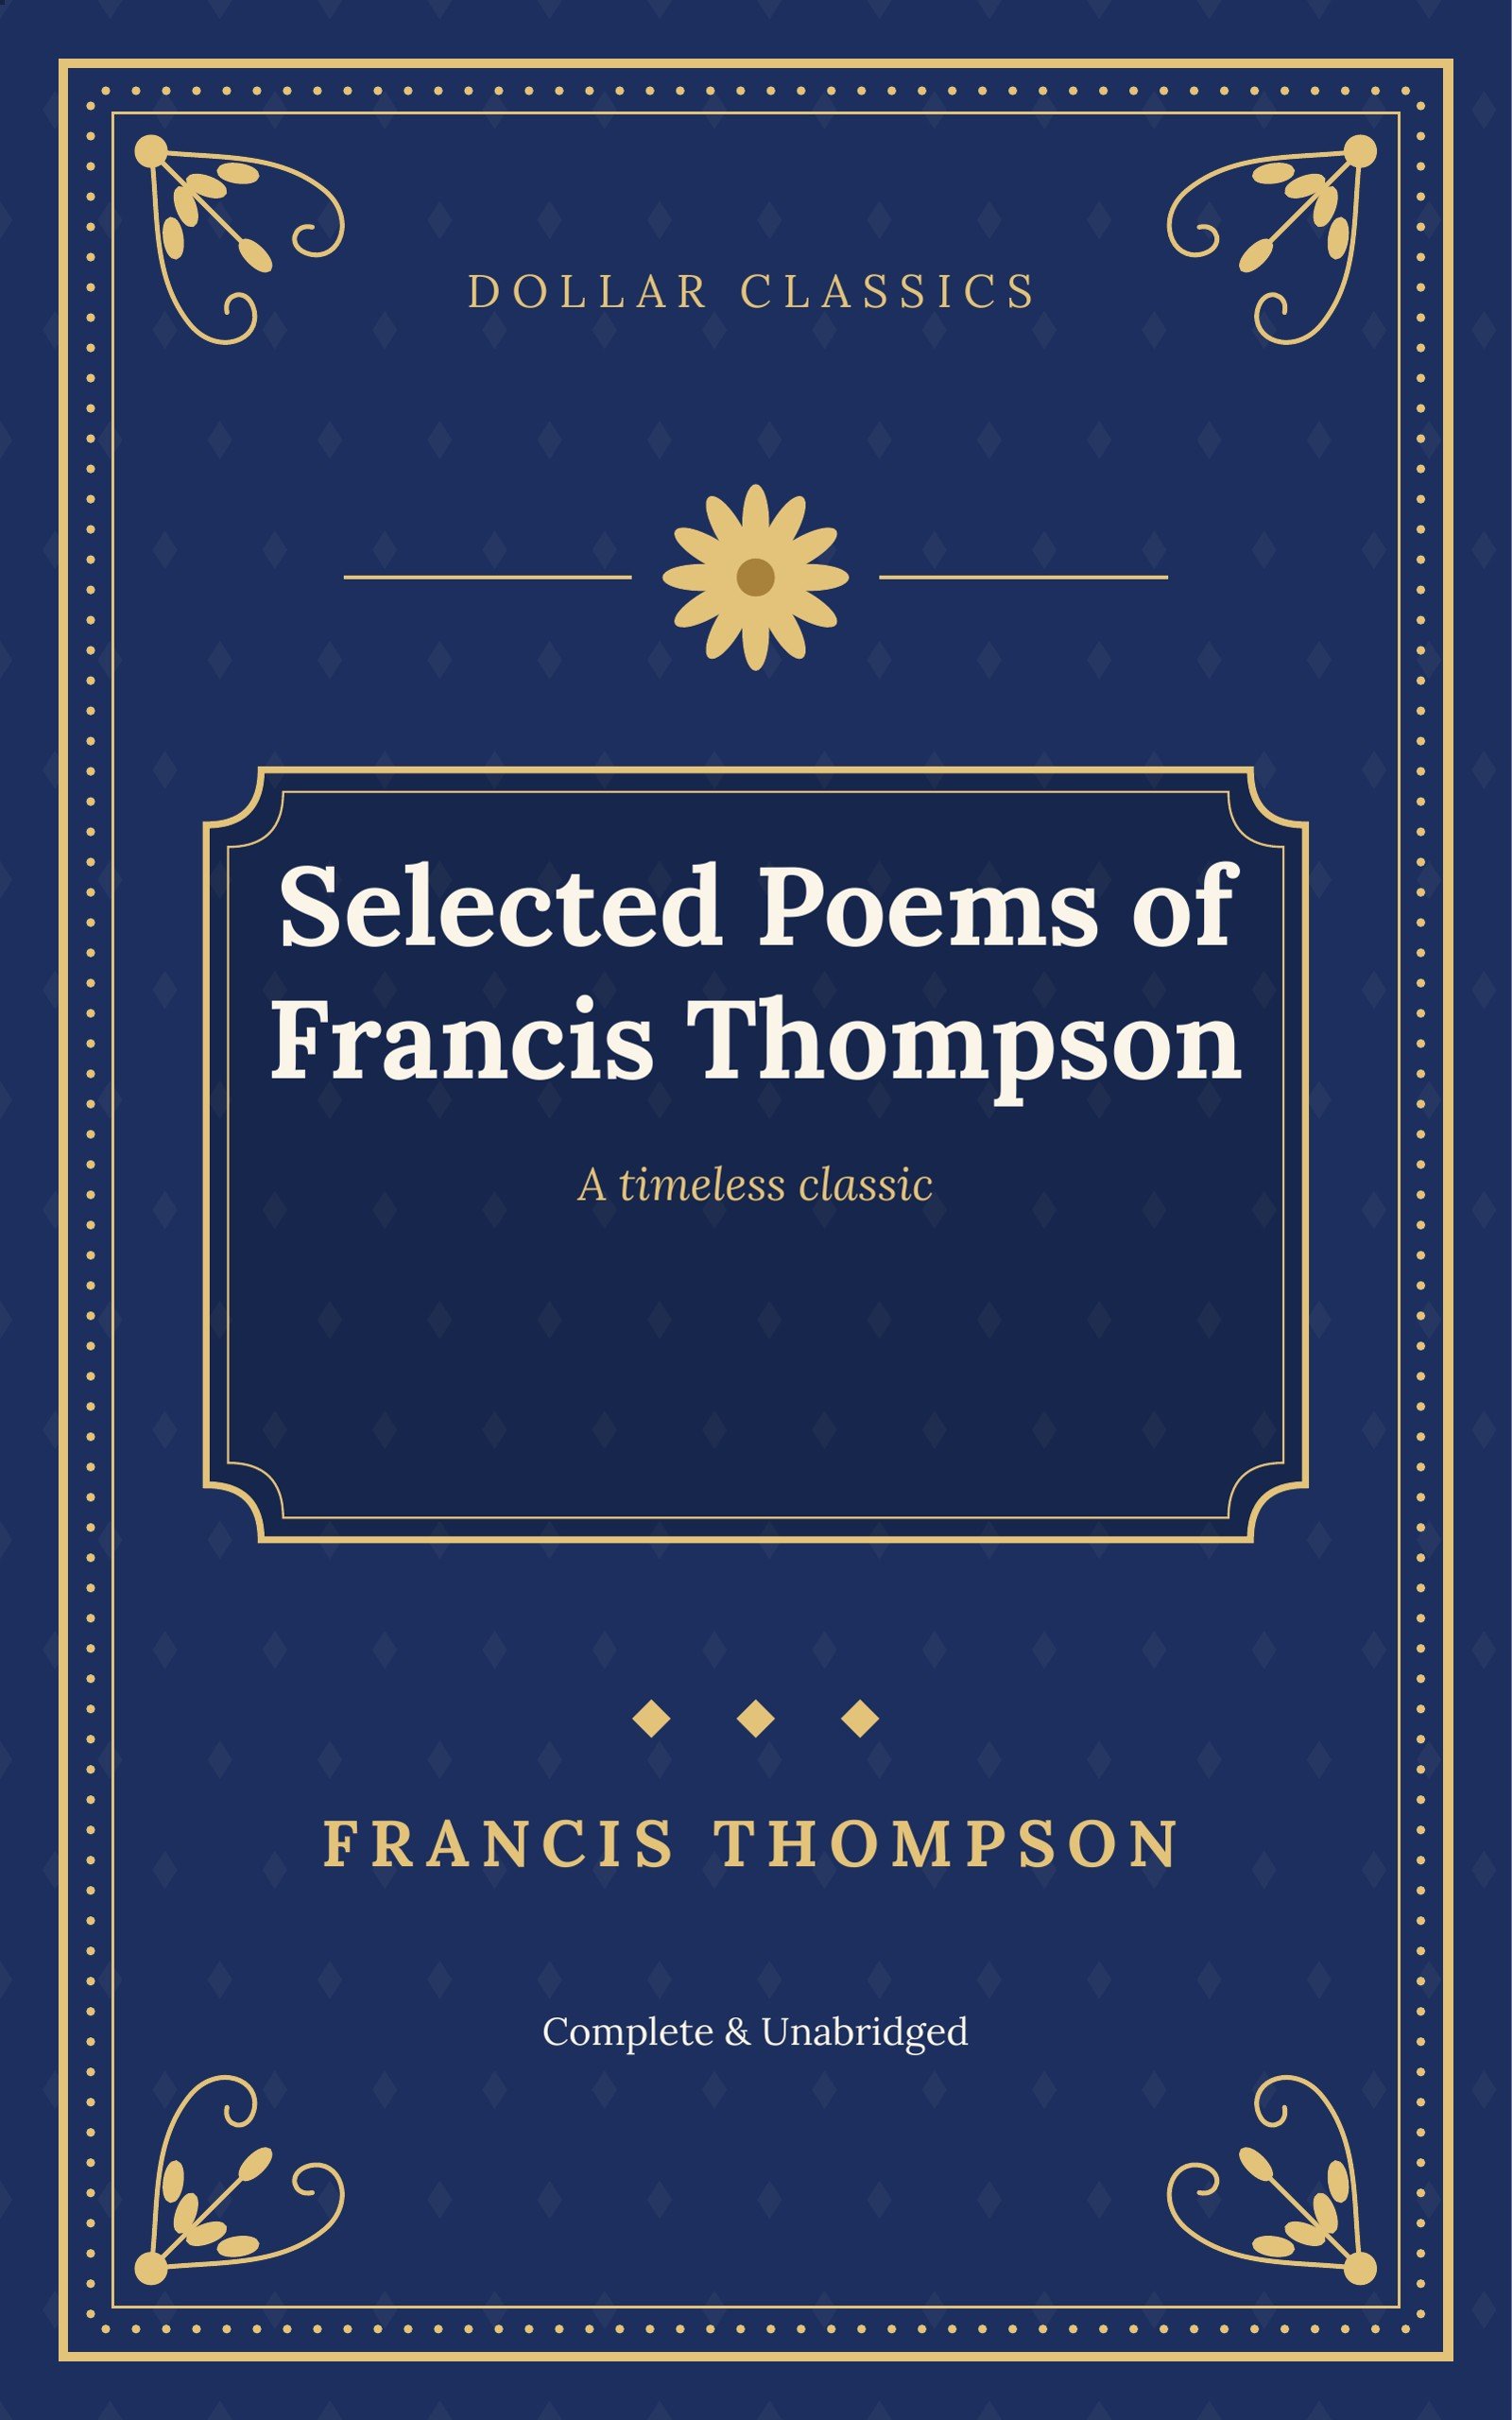 DOLLAR CLASSICS
Selected Poems of
Francis Thompson
A timeless classic
FRANCIS THOMPSON
Complete & Unabridged